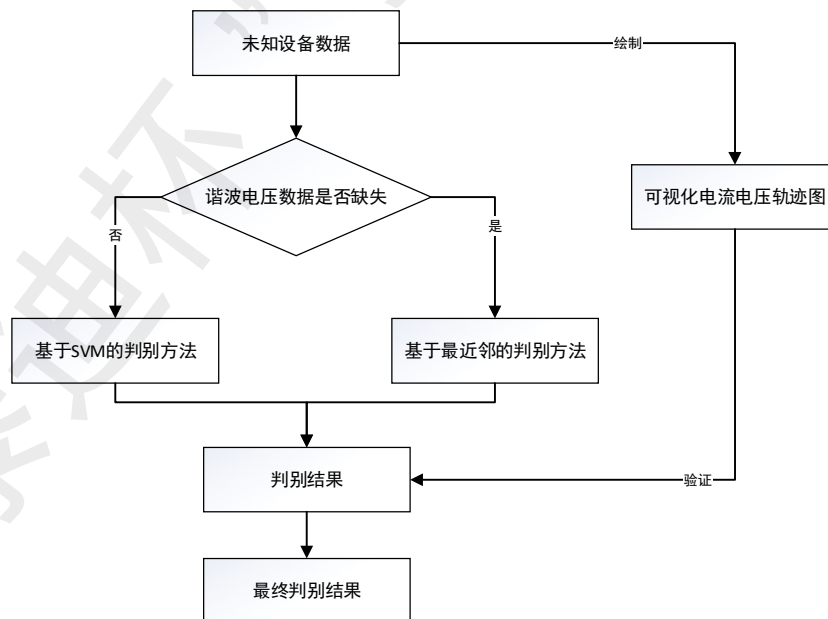 未知设备数据
绘制
谐波电压数据是否缺失
可视化电流电压轨迹图
否
是
基于SVM的判别方法
基于最近邻的判别方法
判别结果
验证
最终判别结果
迪杯